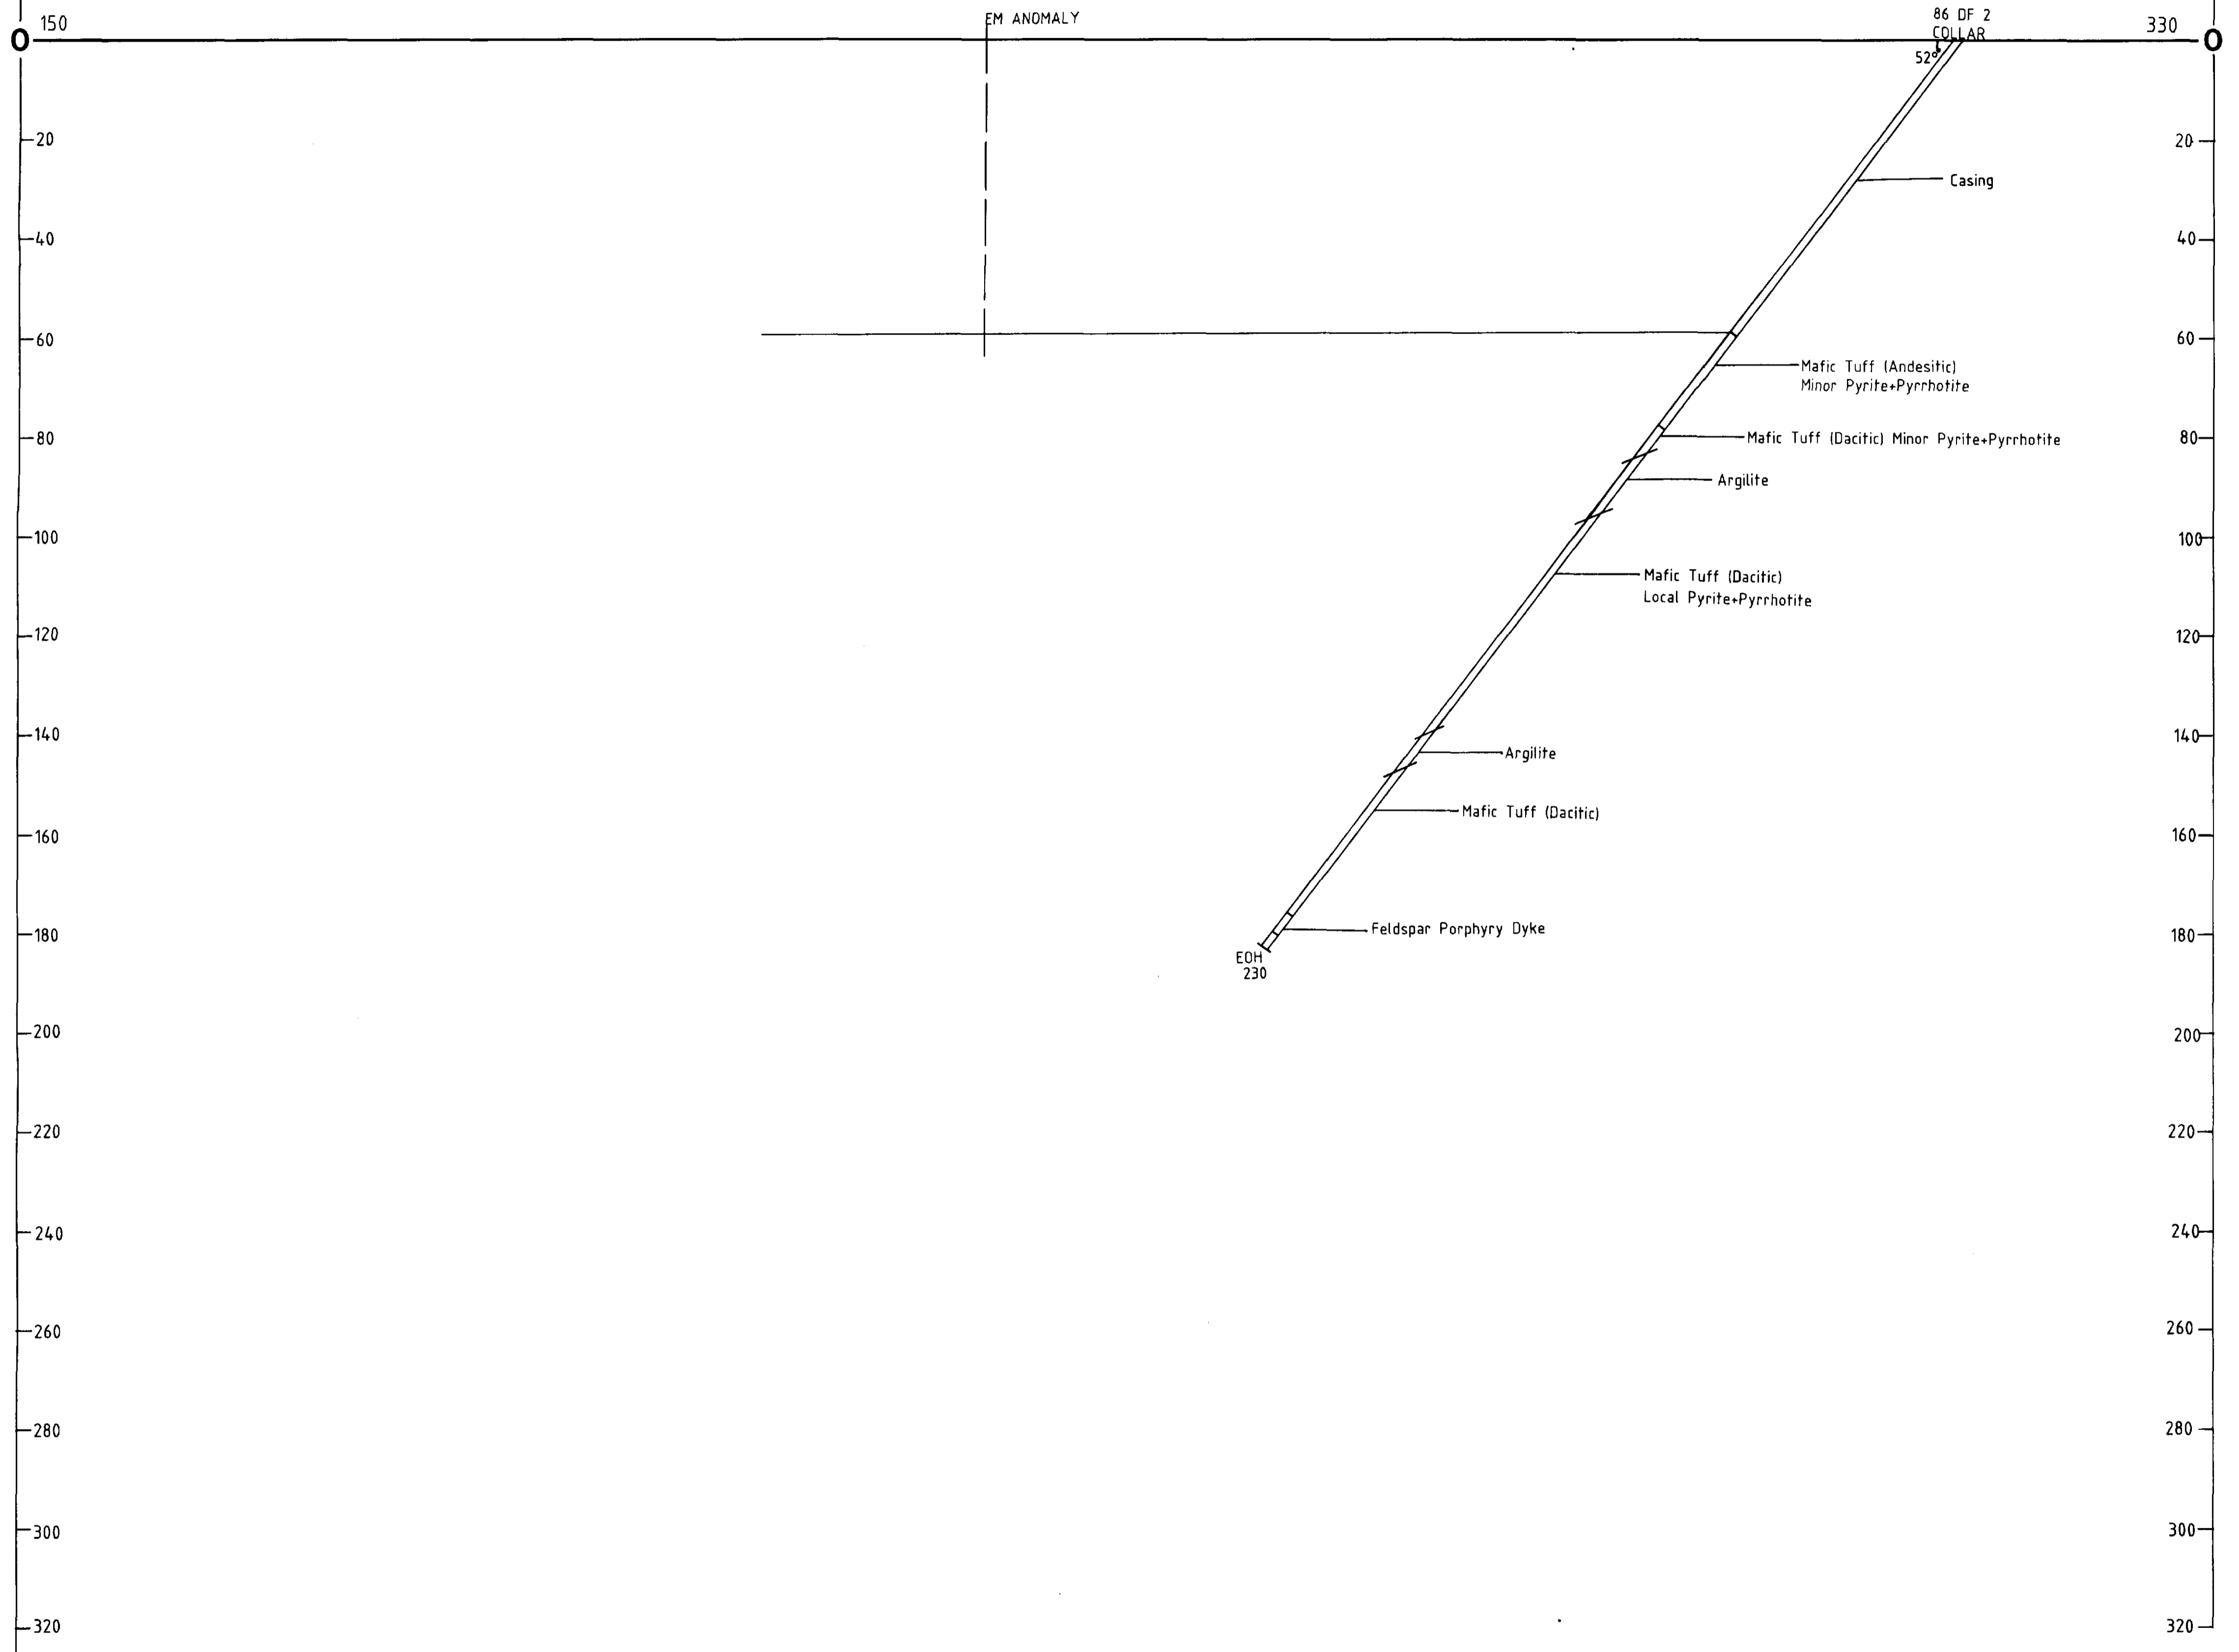 150
EM ANOMALY
86 DF 2
COLLAR
330
0
0
52°
20
20
Casing
40
40
60
60
Mafic Tuff (Andesitic)
Minor Pyrite+Pyrrhotite
80
Mafic Tuff (Dacitic) Minor Pyrite+Pyrrhotite
80
Argilite
100
100
Mafic Tuff (Dacitic)
Local Pyrite+Pyrrhotite
120
120
140
140
Argilite
Mafic Tuff (Dacitic)
160
160
Feldspar Porphyry Dyke
180
180
EOH
230
200
200
220
220
240
240
260
260
280
280
300
300
320
320